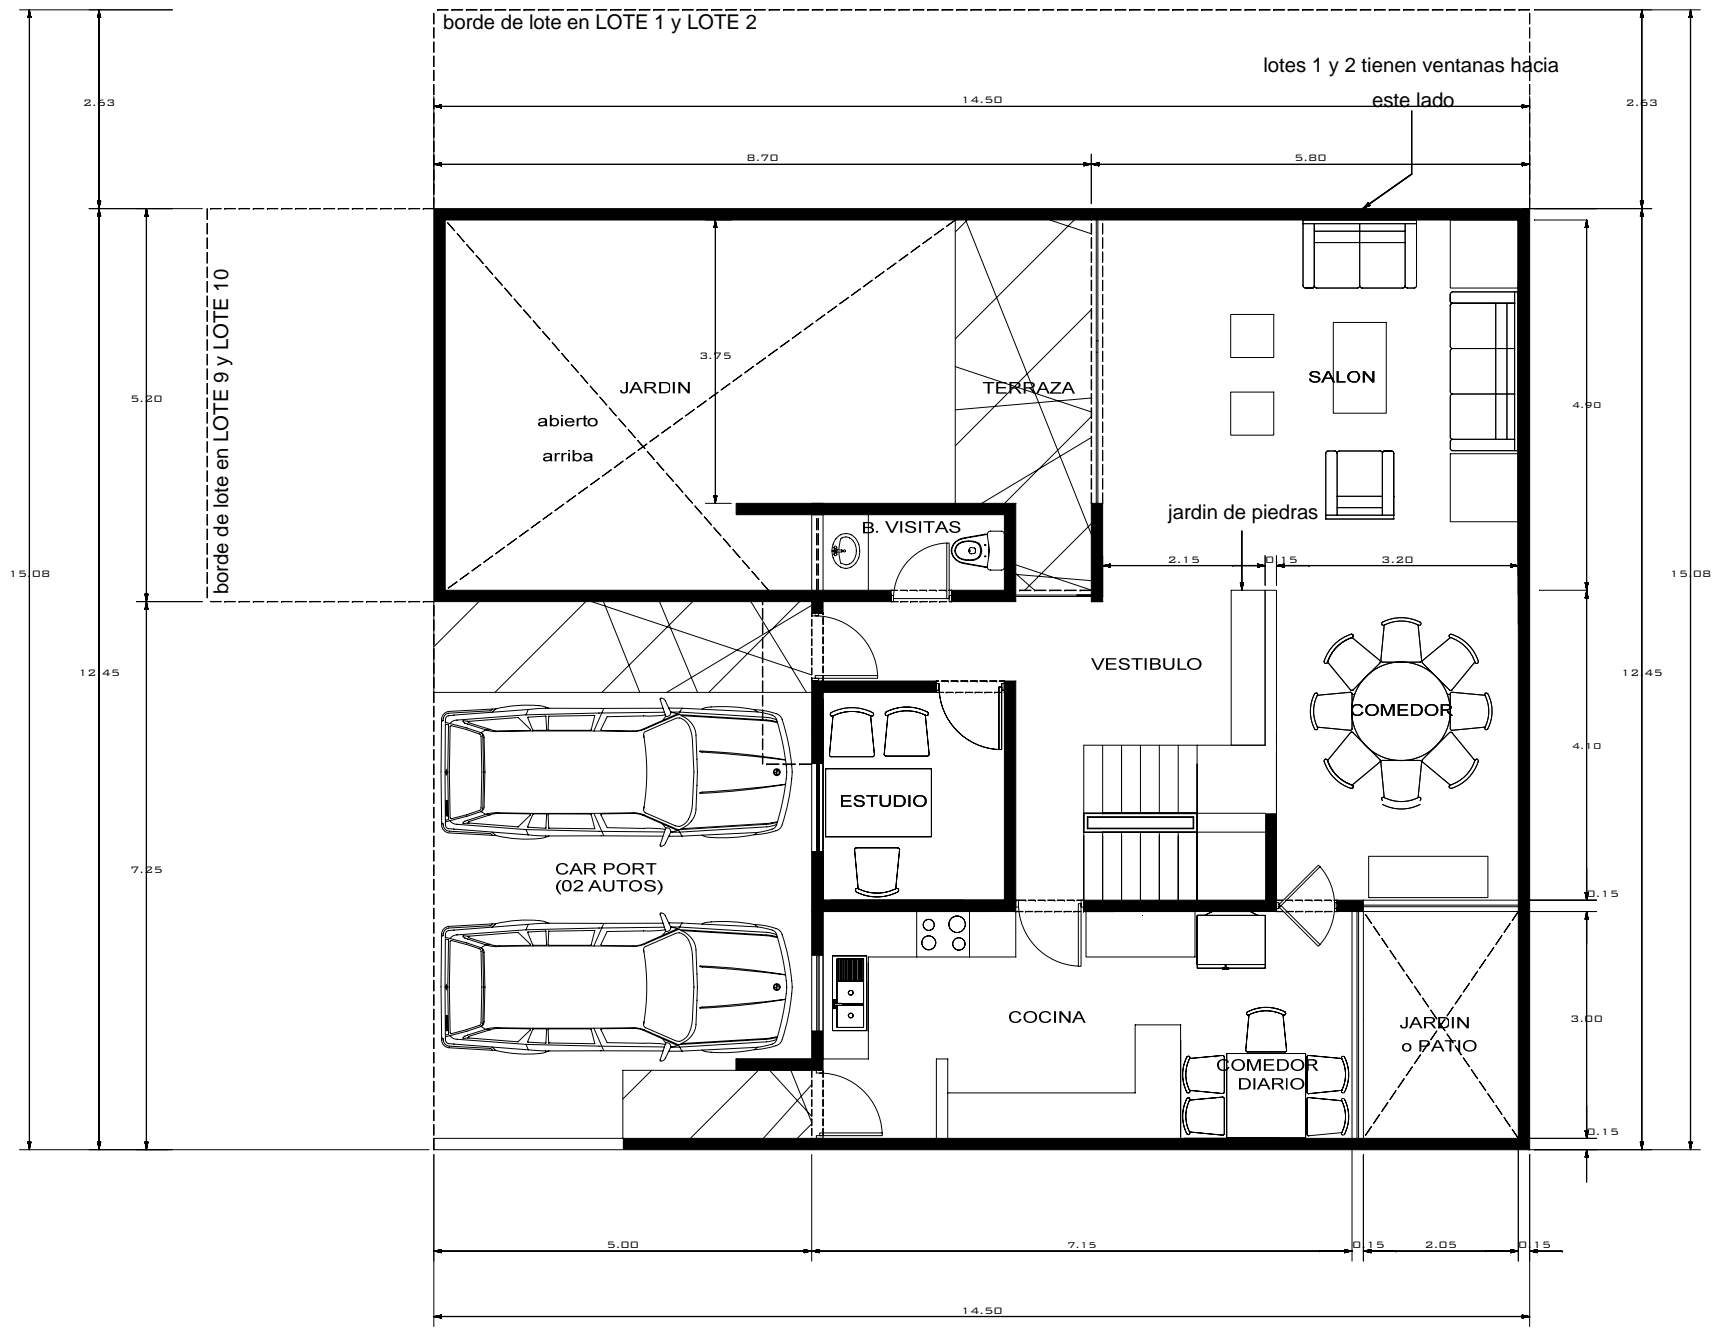 borde de lote en LOTE 1 y LOTE 2
lotes 1 y 2 tienen ventanas hacia
este lado
2.63
14.50
2.63
8.70
5.80
borde de lote en LOTE 9 y LOTE 10
3.75
JARDIN
abierto
arriba
TERRAZA
SALON
5.20
4.90
jardin de piedras
B. VISITAS
2.15
0.15
3.20
15.08
15.08
12.45
12.45
VESTIBULO
COMEDOR
4.10
ESTUDIO
CAR PORT
(02 AUTOS)
7.25
0.15
COCINA
JARDIN
o PATIO
3.00
COMEDOR
DIARIO
0.15
5.00
7.15
0.15
2.05
0.15
14.50